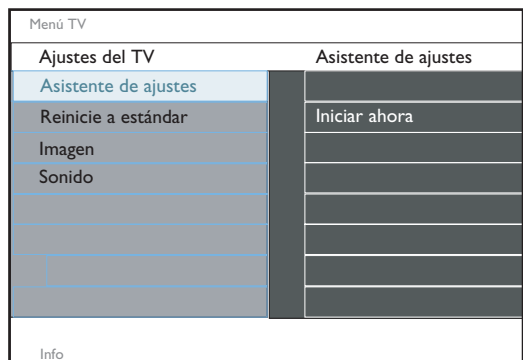 Menú TV
Ajustes del TV Asistente de ajustes
Asistente de ajustes
Reinicie a estándar Iniciar ahora
Imagen
Sonido
Info